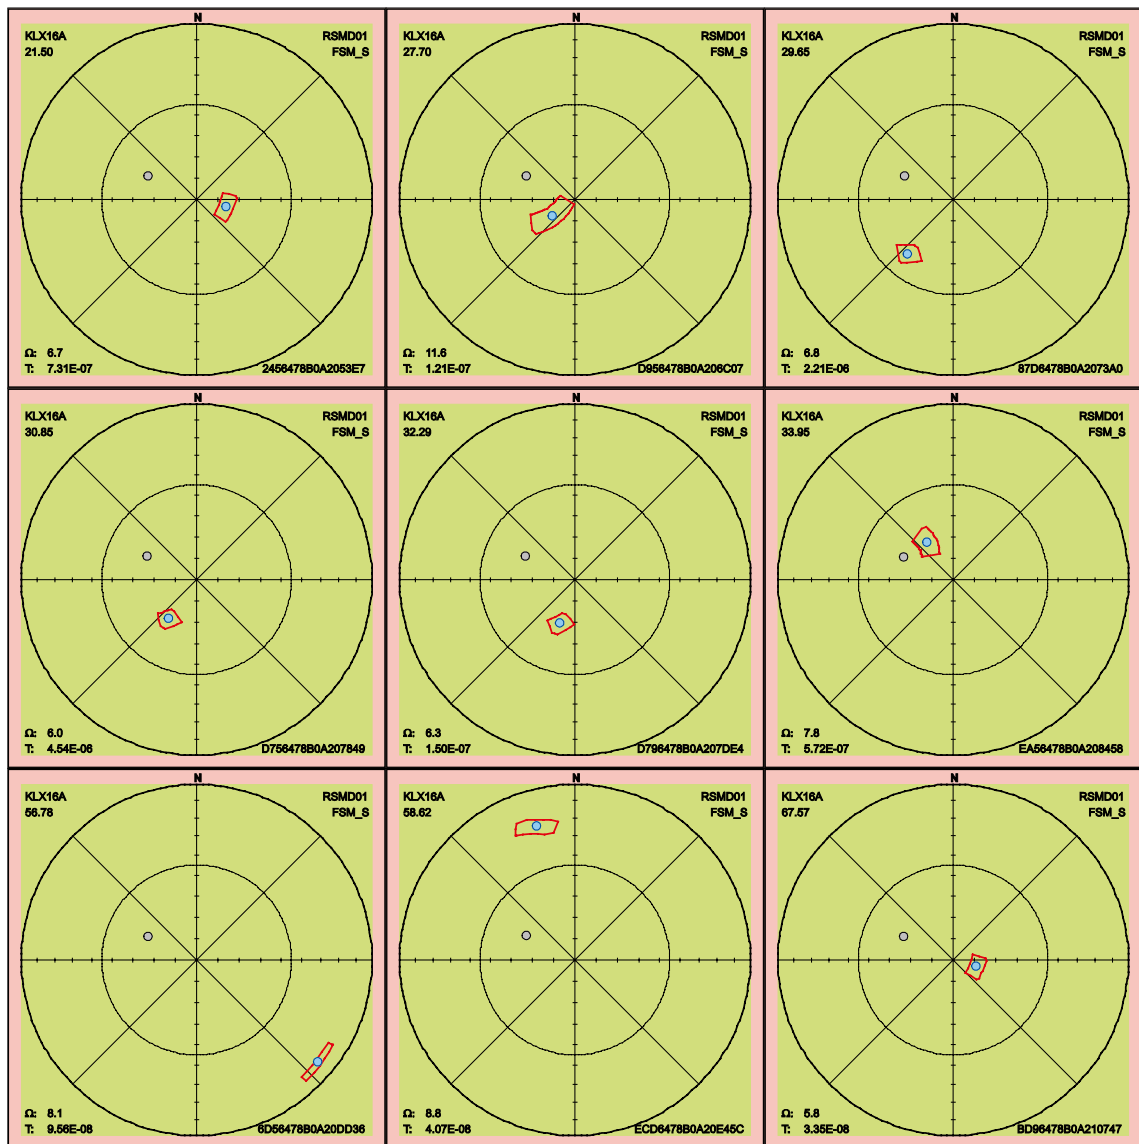 N
KLX16A RSMD01
21.50 FSM_S
Ω: 6.7
T: 7.31E-07 2456478B0A2053E7
N
KLX16A RSMD01
27.70 FSM_S
Ω: 11.6
T: 1.21E-07 D956478B0A206C07
N
KLX16A RSMD01
29.65 FSM_S
Ω: 6.8
T: 2.21E-06 87D6478B0A2073A0
N
KLX16A RSMD01
30.85 FSM_S
Ω: 6.0
T: 4.54E-06 D756478B0A207849
N
KLX16A RSMD01
32.29 FSM_S
Ω: 6.3
T: 1.50E-07 D796478B0A207DE4
N
KLX16A RSMD01
33.95 FSM_S
Ω: 7.8
T: 5.72E-07 EA56478B0A208458
N
KLX16A RSMD01
56.78 FSM_S
Ω: 8.1
T: 9.56E-08 6D56478B0A20DD36
N
KLX16A RSMD01
58.62 FSM_S
Ω: 8.8
T: 4.07E-08 ECD6478B0A20E45C
N
KLX16A RSMD01
67.57 FSM_S
Ω: 5.8
T: 3.35E-08 BD96478B0A210747